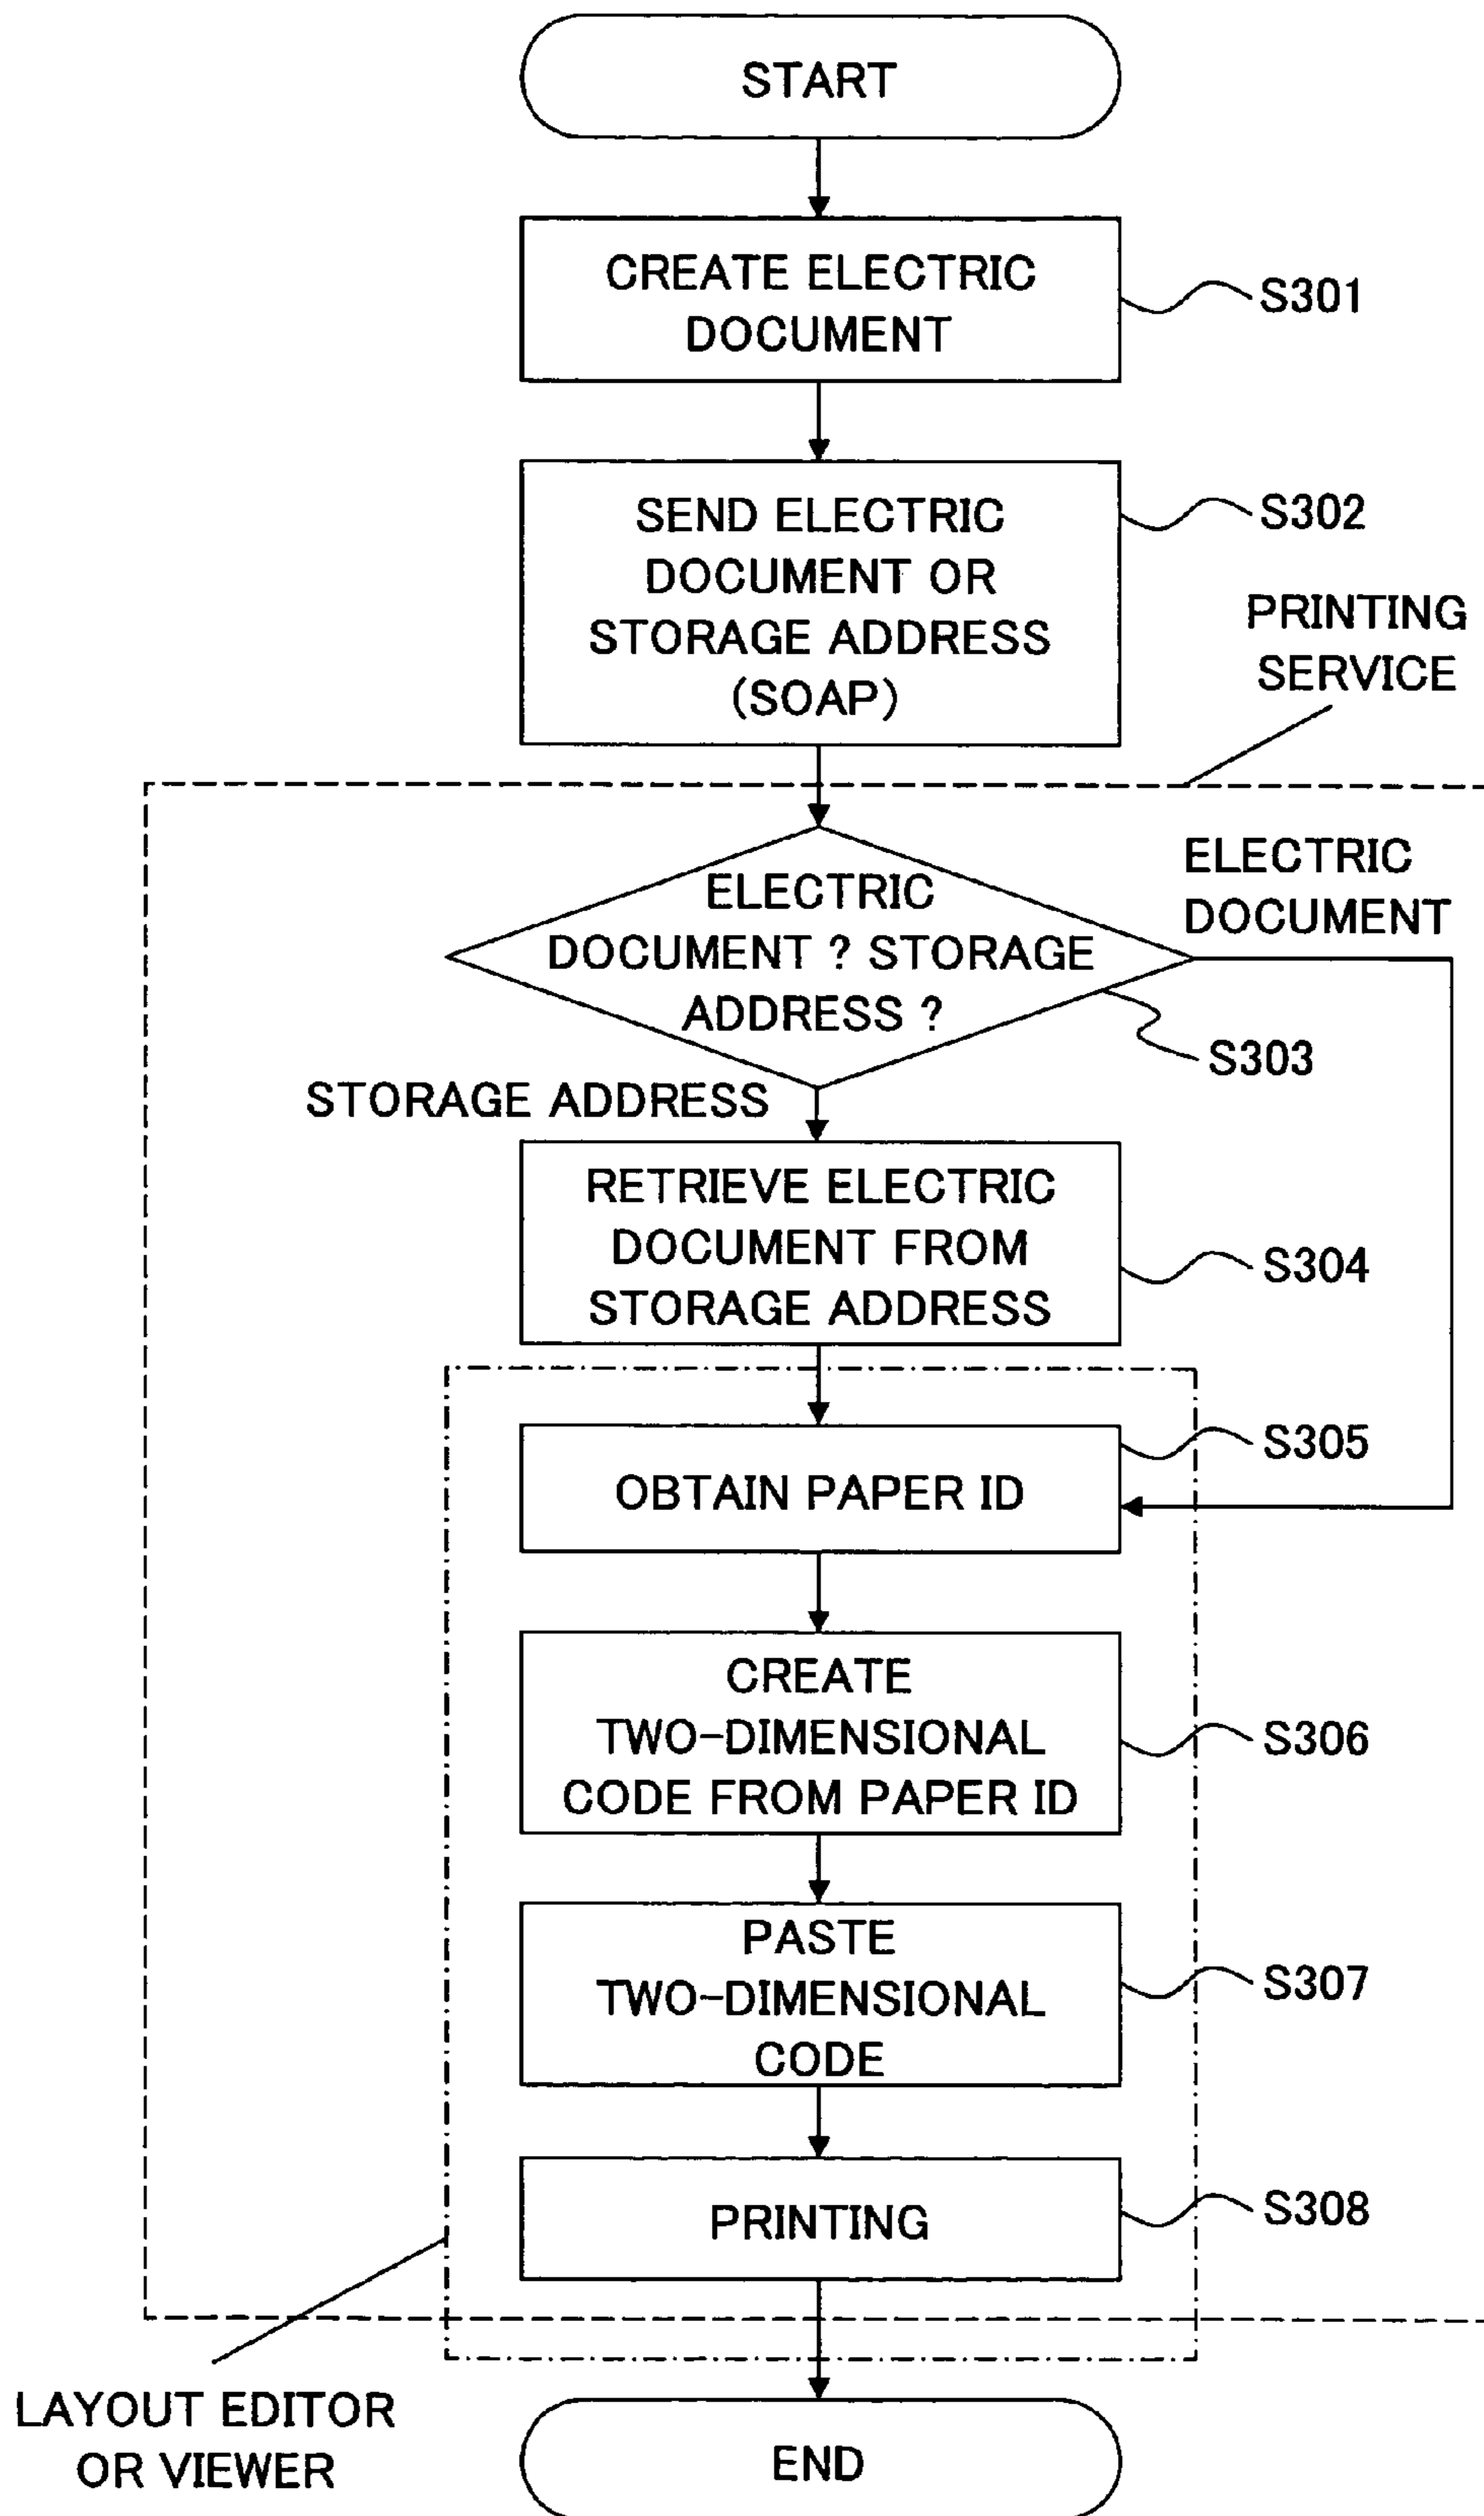 START
CREATE ELECTRIC
DOCUMENT
S301
SEND ELECTRIC
DOCUMENT OR
STORAGE ADDRESS
(SOAP)
S302
PRINTING
SERVICE
ELECTRIC
DOCUMENT ? STORAGE
ADDRESS ?
S303
ELECTRIC
DOCUMENT
STORAGE ADDRESS
RETRIEVE ELECTRIC
DOCUMENT FROM
STORAGE ADDRESS
S304
OBTAIN PAPER ID
S305
CREATE
TWO-DIMENSIONAL
CODE FROM PAPER ID
S306
PASTE
TWO-DIMENSIONAL
CODE
S307
PRINTING
S308
LAYOUT EDITOR
OR VIEWER
END